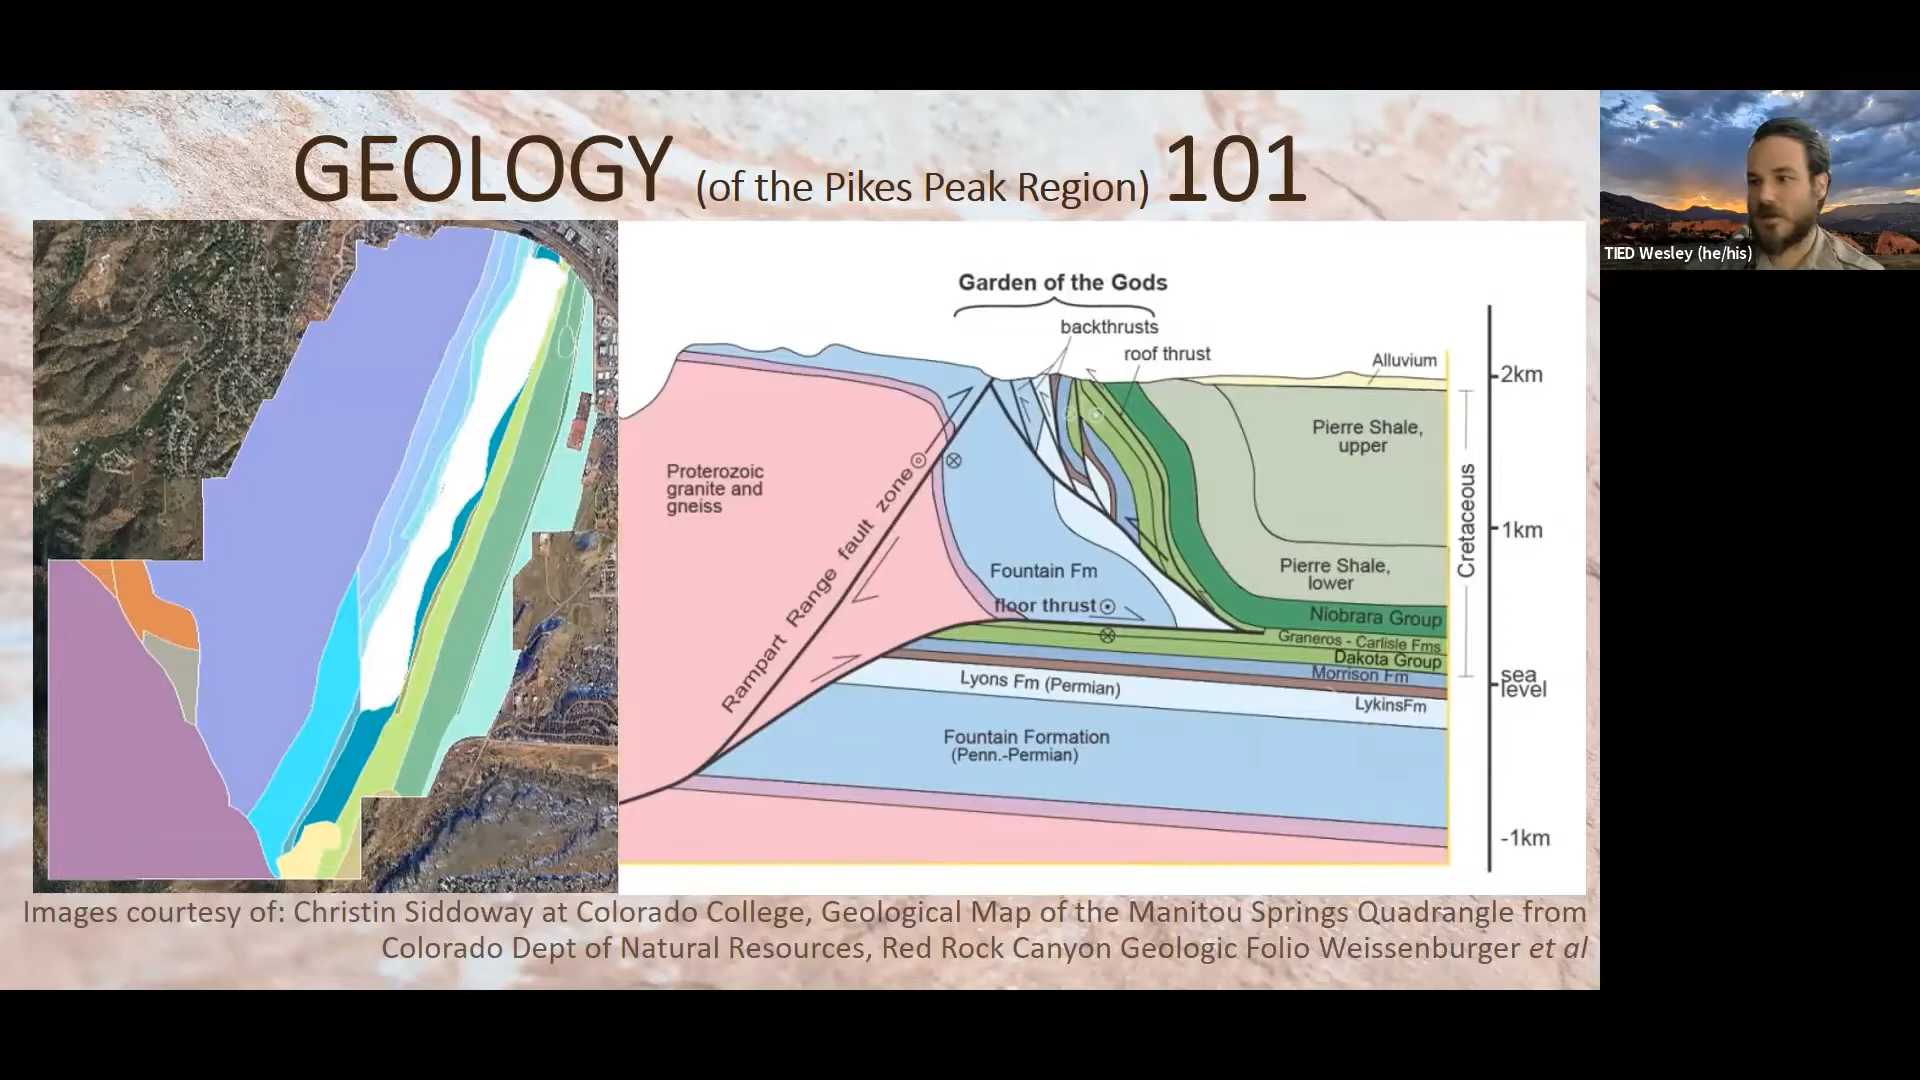 GEOLOGY (of the Pikes Peak Region) 101
TIED Wesley (he/his)
Garden of the Gods
backthrusts
roof thrust
Alluvium
2km
Pierre Shale,
upper
Proterozoic
granite and
gneiss
Rampart Range fault zone
Cretaceous
1km
Fountain Fm
Pierre Shale,
lower
floor thrust
Niobrara Group
Graneros - Carlisle Fms
Dakota Group
Morrison Fm
sea
level
Lyons Fm (Permian)
LykinsFm
Fountain Formation
(Penn.-Permian)
-1km
Images courtesy of: Christin Siddoway at Colorado College, Geological Map of the Manitou Springs Quadrangle from
Colorado Dept of Natural Resources, Red Rock Canyon Geologic Folio Weissenburger et al